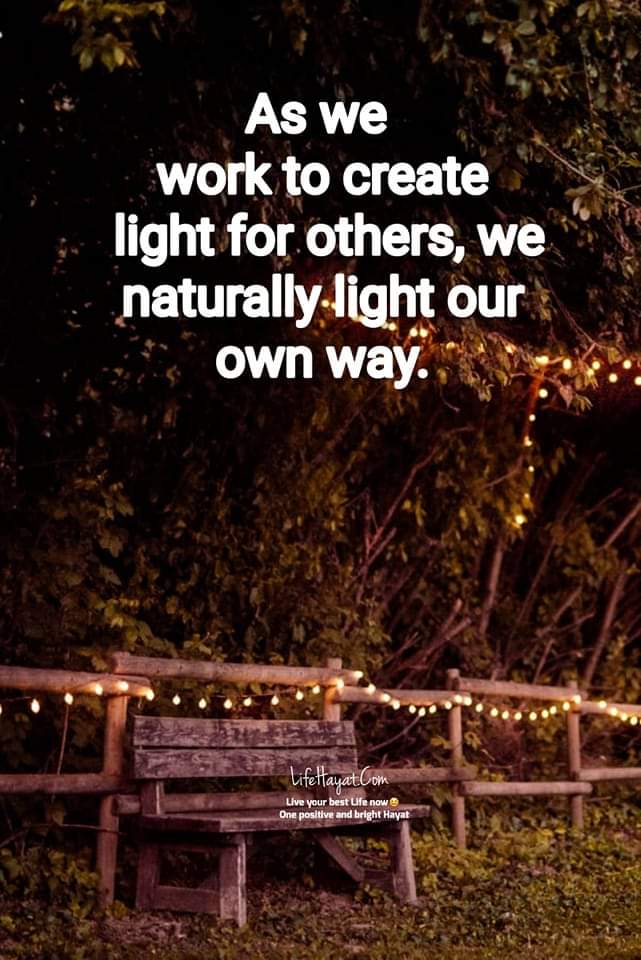 As we
work to create
light for others, we
naturally light our
own way.
LifeHayat.Com
Live your best Life now😀
One positive and bright Hayat